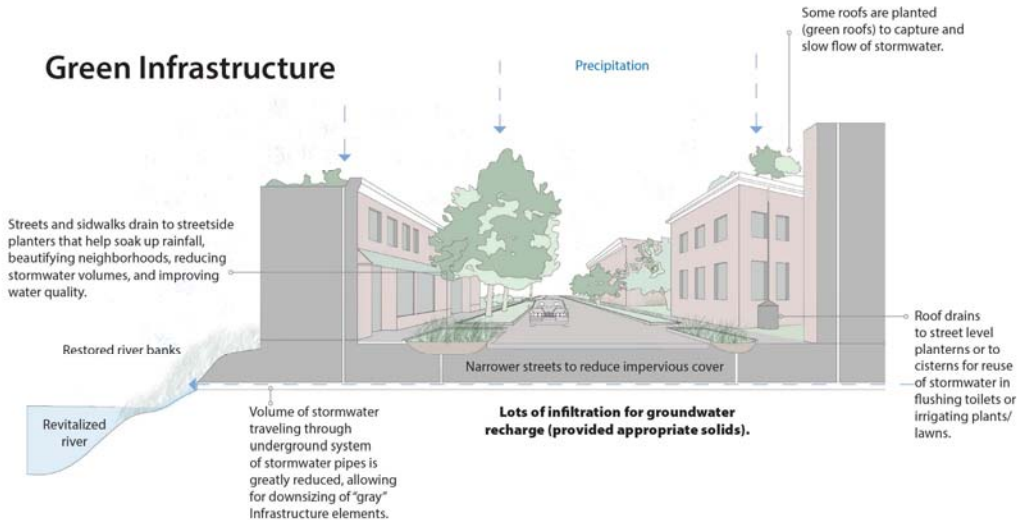 Green Infrastructure
Precipitation
Some roofs are planted
(green roofs) to capture and
slow flow of stormwater.
Streets and sidwalks drain to streetside
planters that help soak up rainfall,
beautifying neighborhoods, reducing
stormwater volumes, and improving
water quality.
Restored river banks
Revitalized
river
Narrower streets to reduce impervious cover
Roof drains
to street level
planterns or to
cisterns for reuse
of stormwater in
flushing toilets or
irrigating plants/
lawns.
Volume of stormwater
traveling through
underground system
of stormwater pipes is
greatly reduced, allowing
for downsizing of “gray”
Infrastructure elements.
Lots of infiltration for groundwater
recharge (provided appropriate solids).